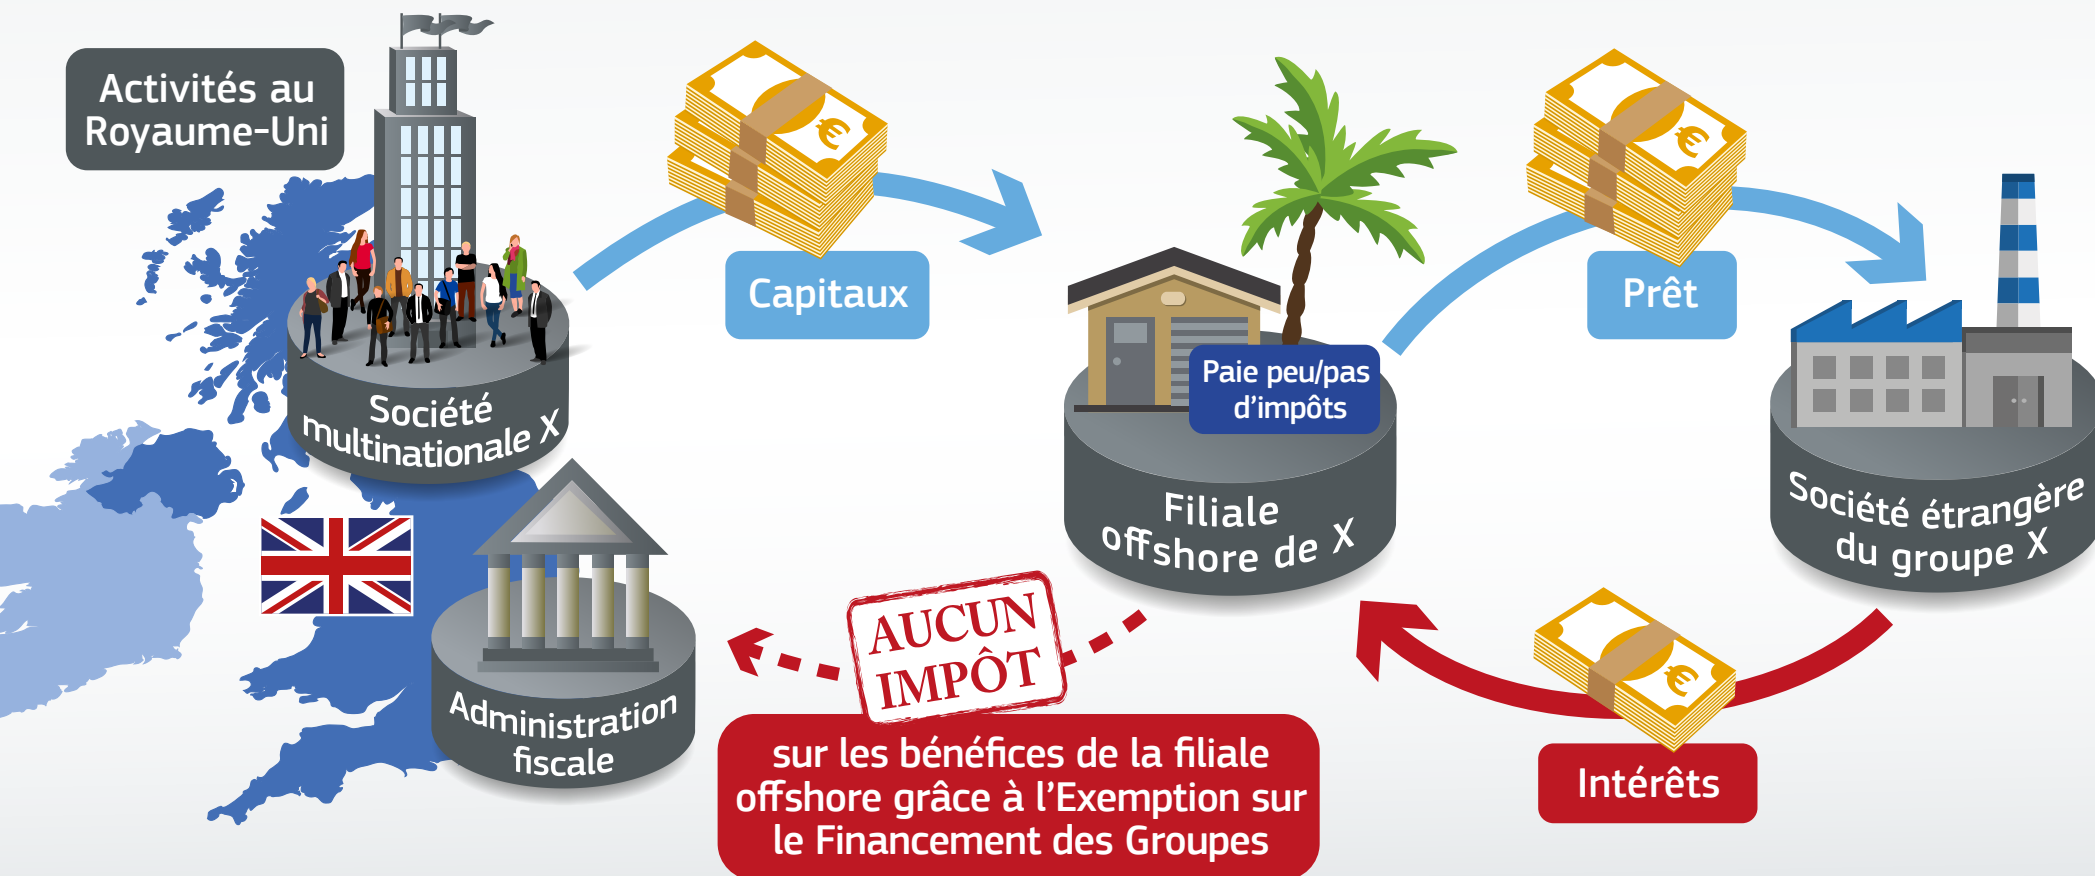 Activités au
Royaume-Uni
Société
multinationale X
Administration
fiscale
Capitaux
Paie peu/pas
d'impôts
Filiale
offshore de X
Prêt
Société étrangère
du groupe X
Intérêts
AUCUN
IMPÔT
sur les bénéfices de la filiale
offshore grâce à l'Exemption sur
le Financement des Groupes
€
€
€